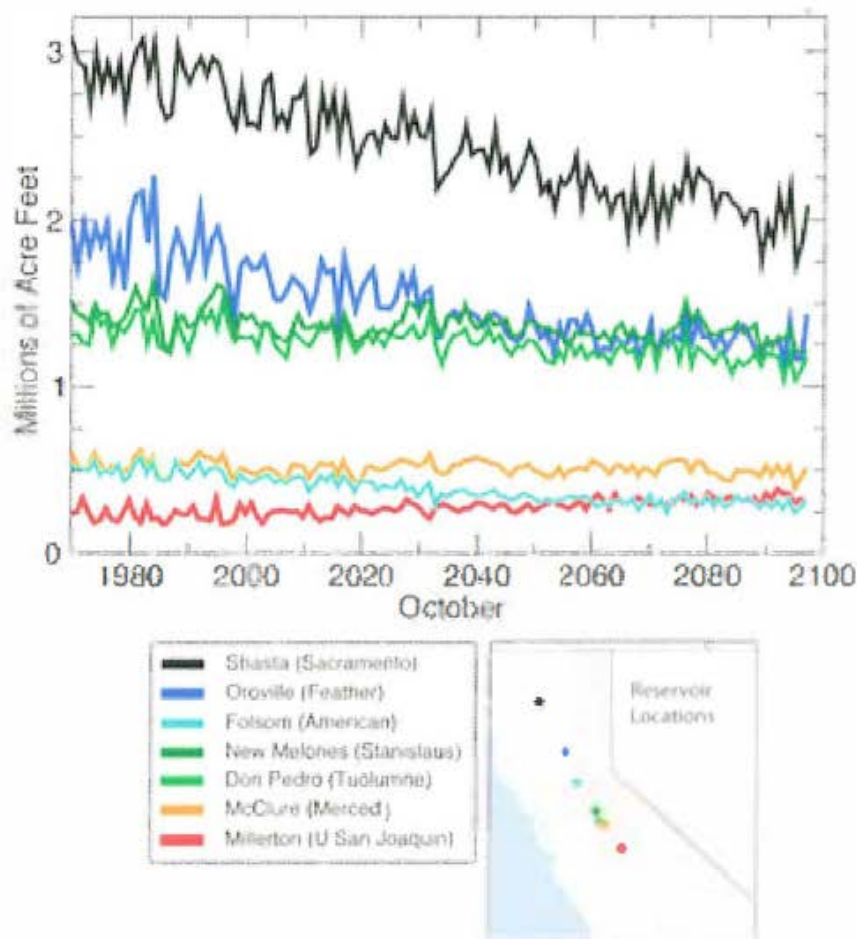 3
2
1
0
Millions of Acre Feet
1980 2000 2020 2040 2060 2080 2100
October
Shasta (Sacramento)
Oroville (Feather)
Folsom (American)
New Melones (Stanislaus)
Don Pedro (Tuolumne)
McClure (Merced)
Millerton (U San Joaquin)
Reservoir
Locations